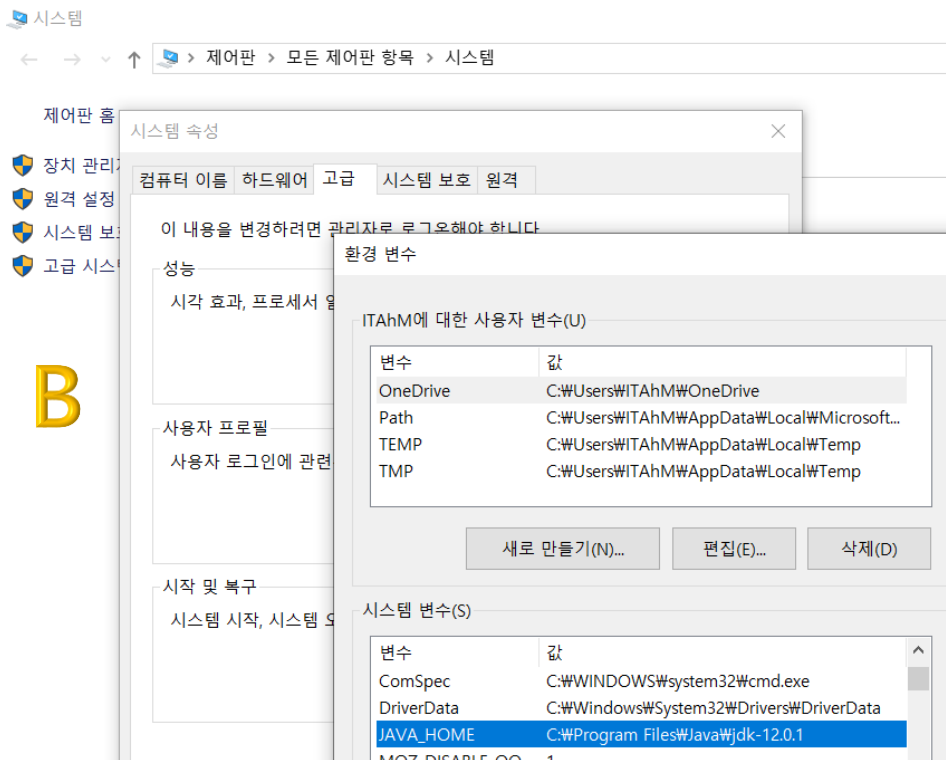 시스템
제어판 > 모든 제어판 항목 > 시스템
제어판 홈
장치 관리
원격 설정
시스템
고급
시스템 속성
컴퓨터 이름 하드웨어 고급 시스템 보호 원격
이 내용을 변경하려면 관리자로 로그온해야 합니다
성능
시각 효과, 프로세서
사용자 프로필
사용자 로그인에 관련
시작 및 복구
시스템 시작, 시스템
B
환경 변수
ITAhM에 대한 사용자 변수(U)
변수 값
OneDrive C:₩Users₩ITAhM₩OneDrive
Path C:₩Users₩ITAhM₩AppData₩Local₩Microsoft...
TEMP C:₩Users₩ITAhM₩AppData₩Local₩Temp
TMP C:₩Users₩ITAhM₩AppData₩Local₩Temp
새로 만들기(N)... 편집(E)... 삭제(D)
시스템 변수(S)
변수 값
ComSpec C:₩WINDOWS₩system32₩cmd.exe
DriverData C:₩Windows₩System32₩Drivers₩DriverData
JAVA_HOME C:₩Program Files₩Java₩jdk-12.0.1